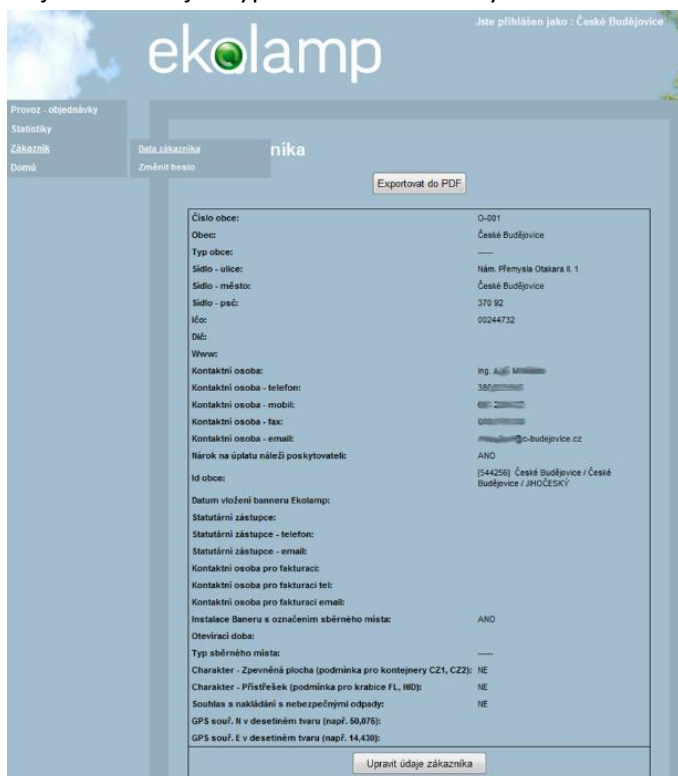 Jste přihlášen jako : České Budějovice
ekolamp
Provoz - objednávky
Statistiky
Zákazník
Domů
Data zákazníka
Změnit heslo
níka
Exportovat do PDF
Číslo obce: O-001
Obec: České Budějovice
Typ obce: -----
Sídlo - ulice: Nám. Přemysla Otakara II. 1
Sídlo - město: České Budějovice
Sídlo - psč: 370 92
Ičo: 00244732
Dič:
Www:
Kontaktní osoba: Ing.
Kontaktní osoba - telefon:
Kontaktní osoba - mobil:
Kontaktní osoba - fax:
Kontaktní osoba - email: @c-budejovice.cz
Nárok na úplatu náleží poskytovateli: ANO
Id obce: [544256] České Budějovice / České
Budějovice / JIHOČESKÝ
Datum vložení banneru Ekolamp:
Statutární zástupce:
Statutární zástupce - telefon:
Statutární zástupce - email:
Kontaktní osoba pro fakturaci:
Kontaktní osoba pro fakturaci tel:
Kontaktní osoba pro fakturaci email:
Instalace Baneru s označením sběrného místa: ANO
Otevírací doba:
Typ sběrného místa: -----
Charakter - Zpevněná plocha (podmínka pro kontejnery CZ1, CZ2): NE
Charakter - Přístřešek (podmínka pro krabice FL, HID): NE
Souhlas s nakládání s nebezpečnými odpady: NE
GPS souř. N v desetiném tvaru (např. 50,075):
GPS souř. E v desetiném tvaru (např. 14,430):
Upravit údaje zákazníka